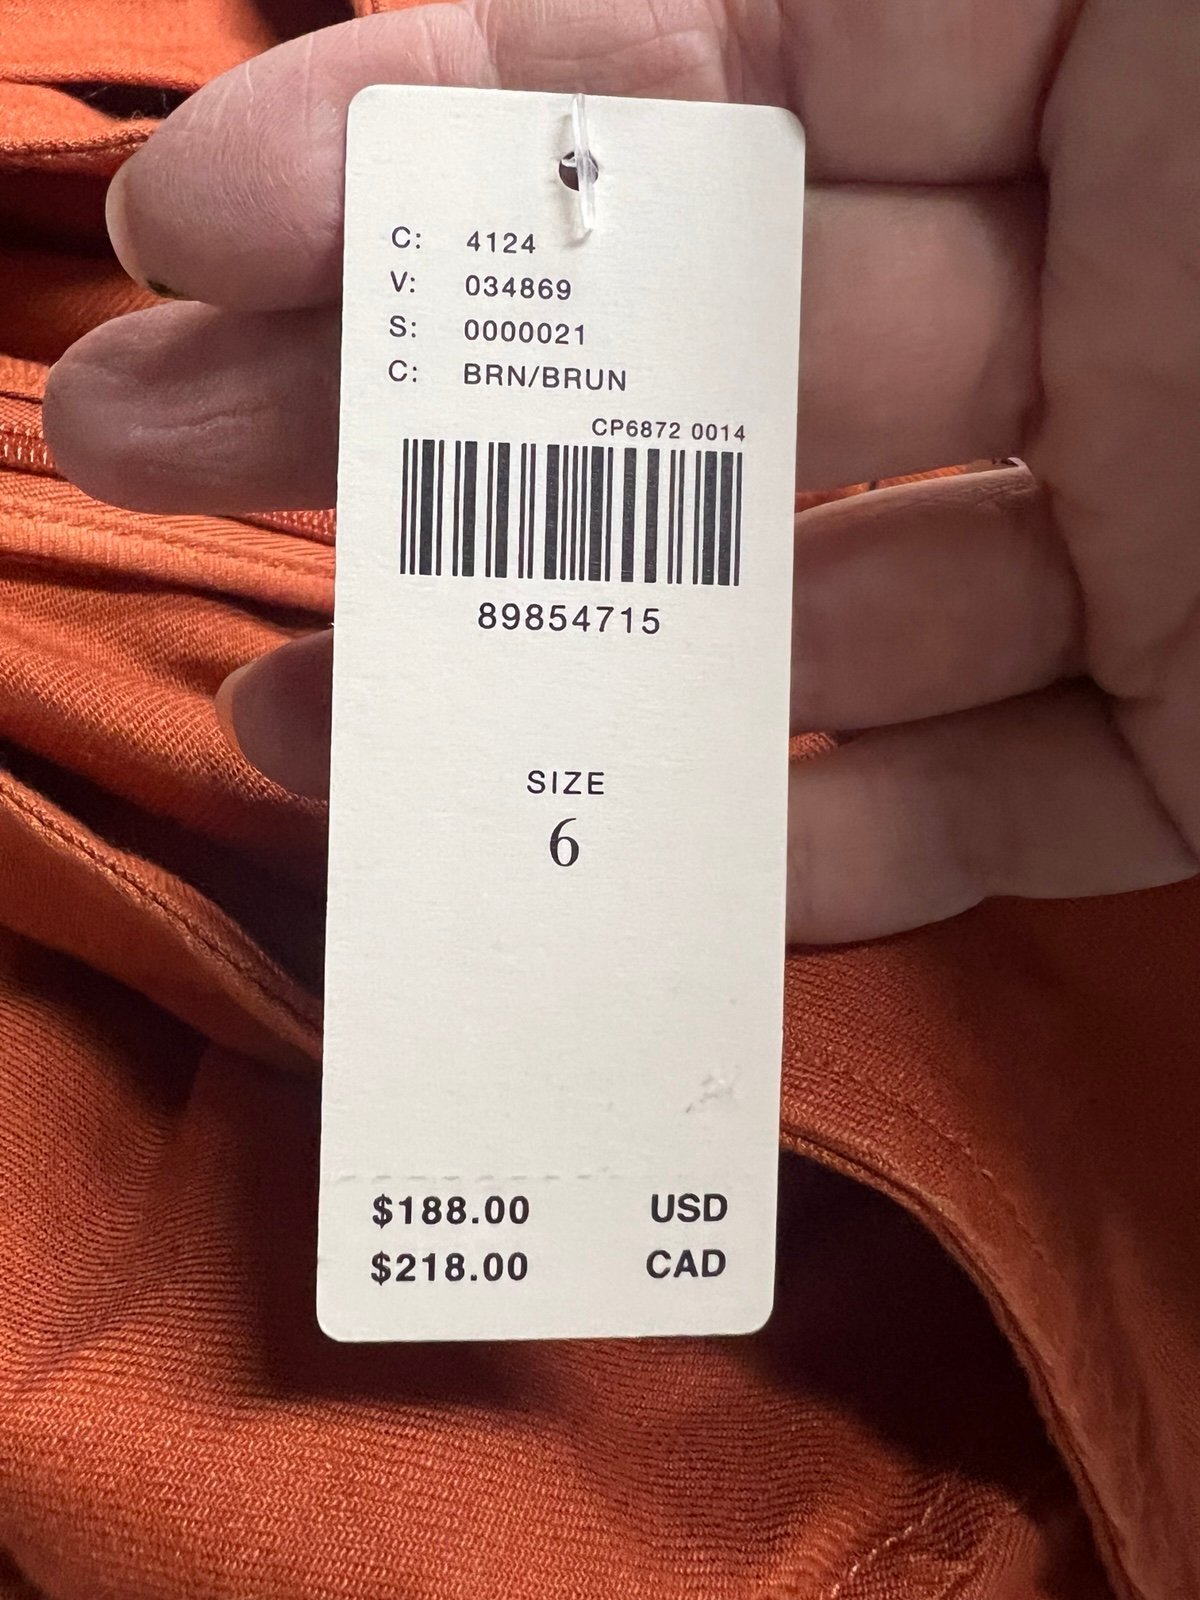 C: 4124
V: 034869
S: 0000021
C: BRN/BRUN
CP6872 0014
89854715
SIZE
6
$188.00 USD
$218.00 CAD